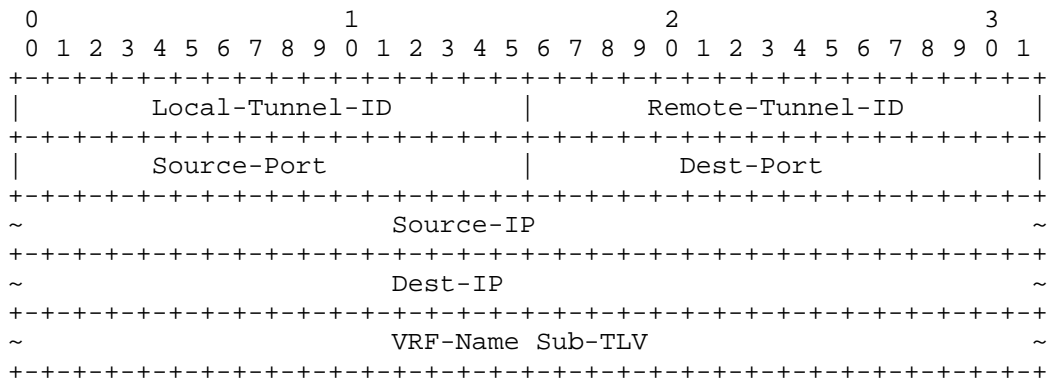 0                   1                   2                   3
 0 1 2 3 4 5 6 7 8 9 0 1 2 3 4 5 6 7 8 9 0 1 2 3 4 5 6 7 8 9 0 1
+-+-+-+-+-+-+-+-+-+-+-+-+-+-+-+-+-+-+-+-+-+-+-+-+-+-+-+-+-+-+-+-+
|        Local-Tunnel-ID        |       Remote-Tunnel-ID        |
+-+-+-+-+-+-+-+-+-+-+-+-+-+-+-+-+-+-+-+-+-+-+-+-+-+-+-+-+-+-+-+-+
|        Source-Port            |         Dest-Port             |
+-+-+-+-+-+-+-+-+-+-+-+-+-+-+-+-+-+-+-+-+-+-+-+-+-+-+-+-+-+-+-+-+
~                       Source-IP                               ~
+-+-+-+-+-+-+-+-+-+-+-+-+-+-+-+-+-+-+-+-+-+-+-+-+-+-+-+-+-+-+-+-+
~                       Dest-IP                                 ~
+-+-+-+-+-+-+-+-+-+-+-+-+-+-+-+-+-+-+-+-+-+-+-+-+-+-+-+-+-+-+-+-+
~                       VRF-Name Sub-TLV                        ~
+-+-+-+-+-+-+-+-+-+-+-+-+-+-+-+-+-+-+-+-+-+-+-+-+-+-+-+-+-+-+-+-+